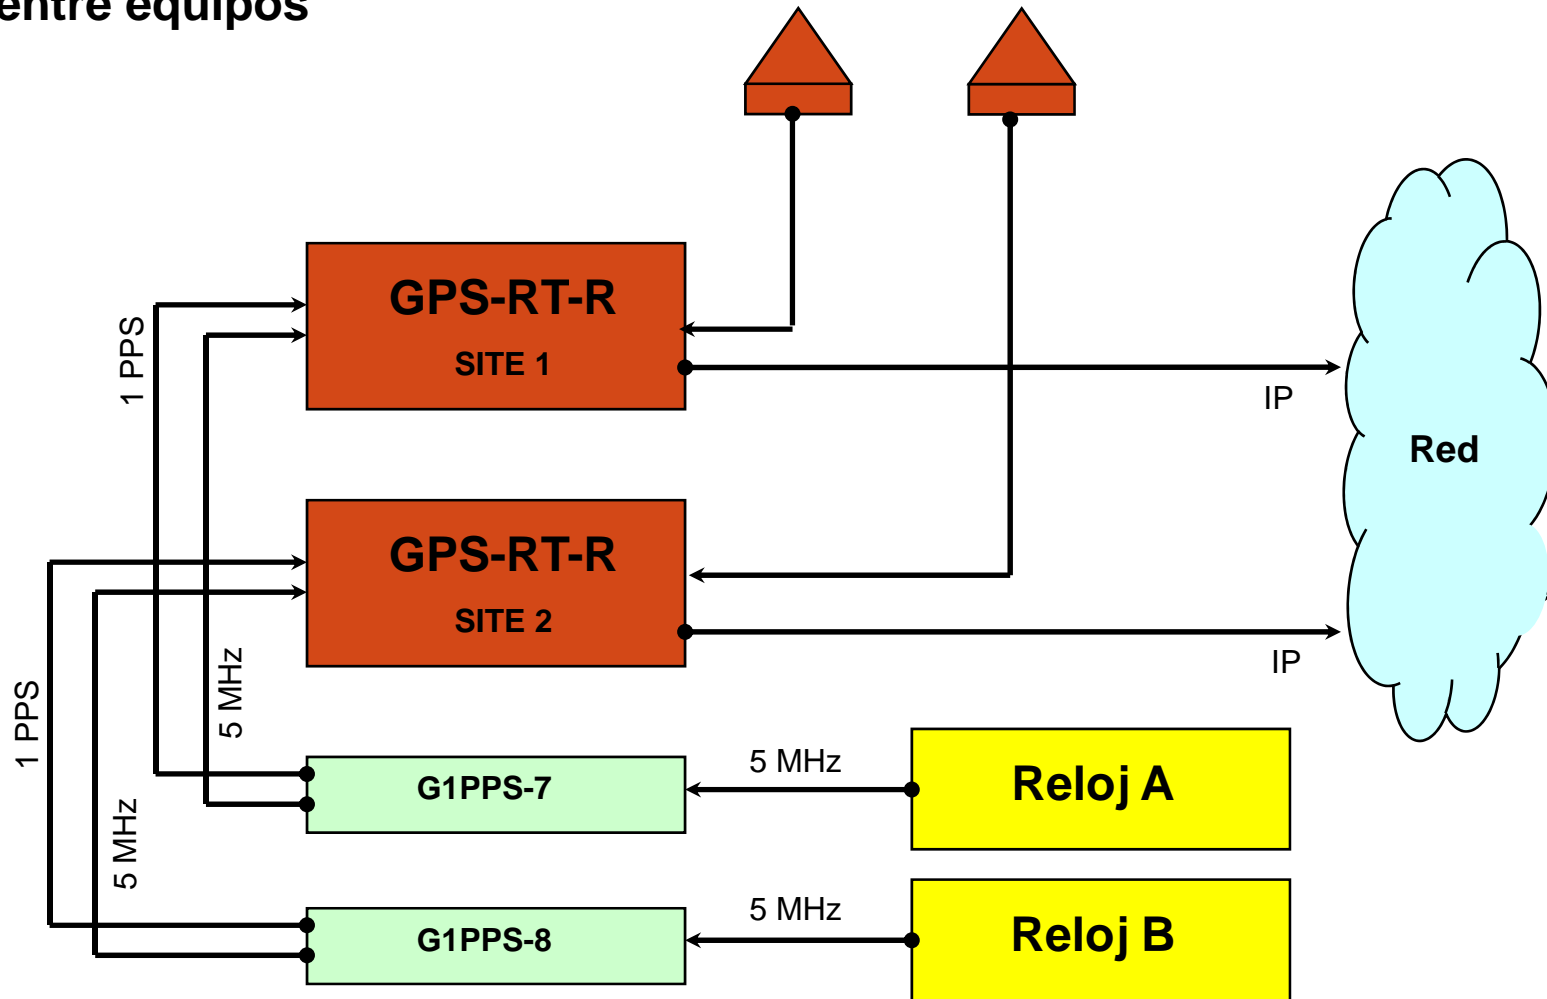 entre equipos
GPS-RT-R
SITE 1
1 PPS
IP
Red
GPS-RT-R
SITE 2
IP
5 MHz
1 PPS
5 MHz
G1PPS-7
5 MHz
Reloj A
G1PPS-8
5 MHz
Reloj B